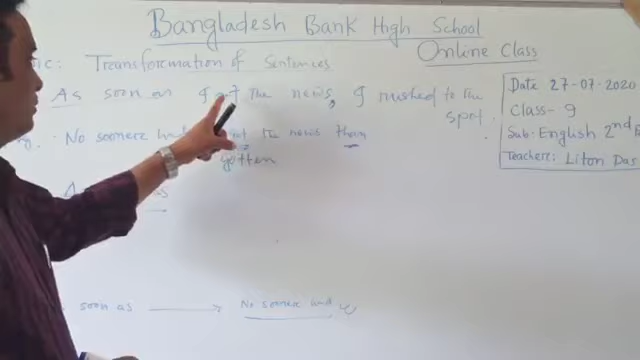 Bangladesh Bank High School
Online Class
ic: Transformation of Sentences
As soon as I got the news, I rushed to the spot.
No sooner had I got the news than
gotten
Date 27-07-2020
Class-9
Sub: English 2nd P
Teacher: Liton Das
soon as → No sooner had